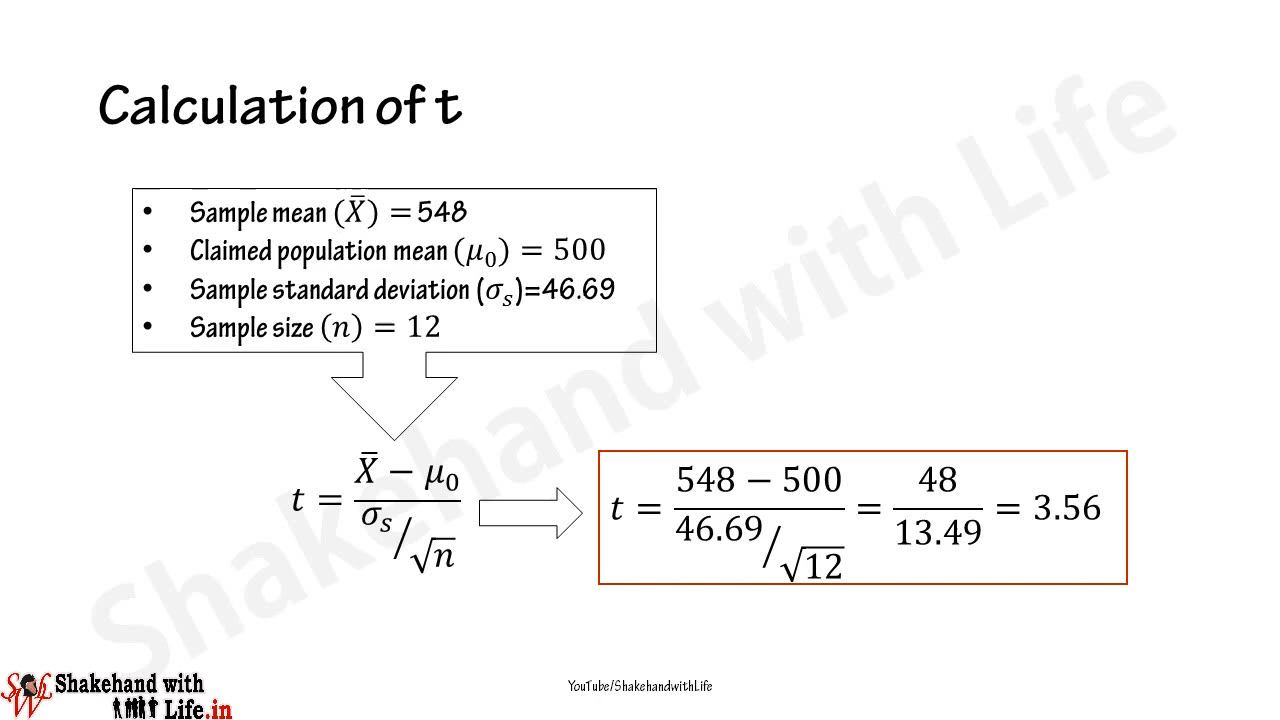 Calculation of t
• Sample mean (X̄) = 548
• Claimed population mean (μ₀) = 500
• Sample standard deviation (σₛ)=46.69
• Sample size (n) = 12
t = (X̄ − μ₀) / (σₛ/√n)
t = (548 − 500) / (46.69/√12) = 48/13.49 = 3.56
Shakehand with Life
SWL Shakehand with
Life.in
YouTube/ShakehandwithLife